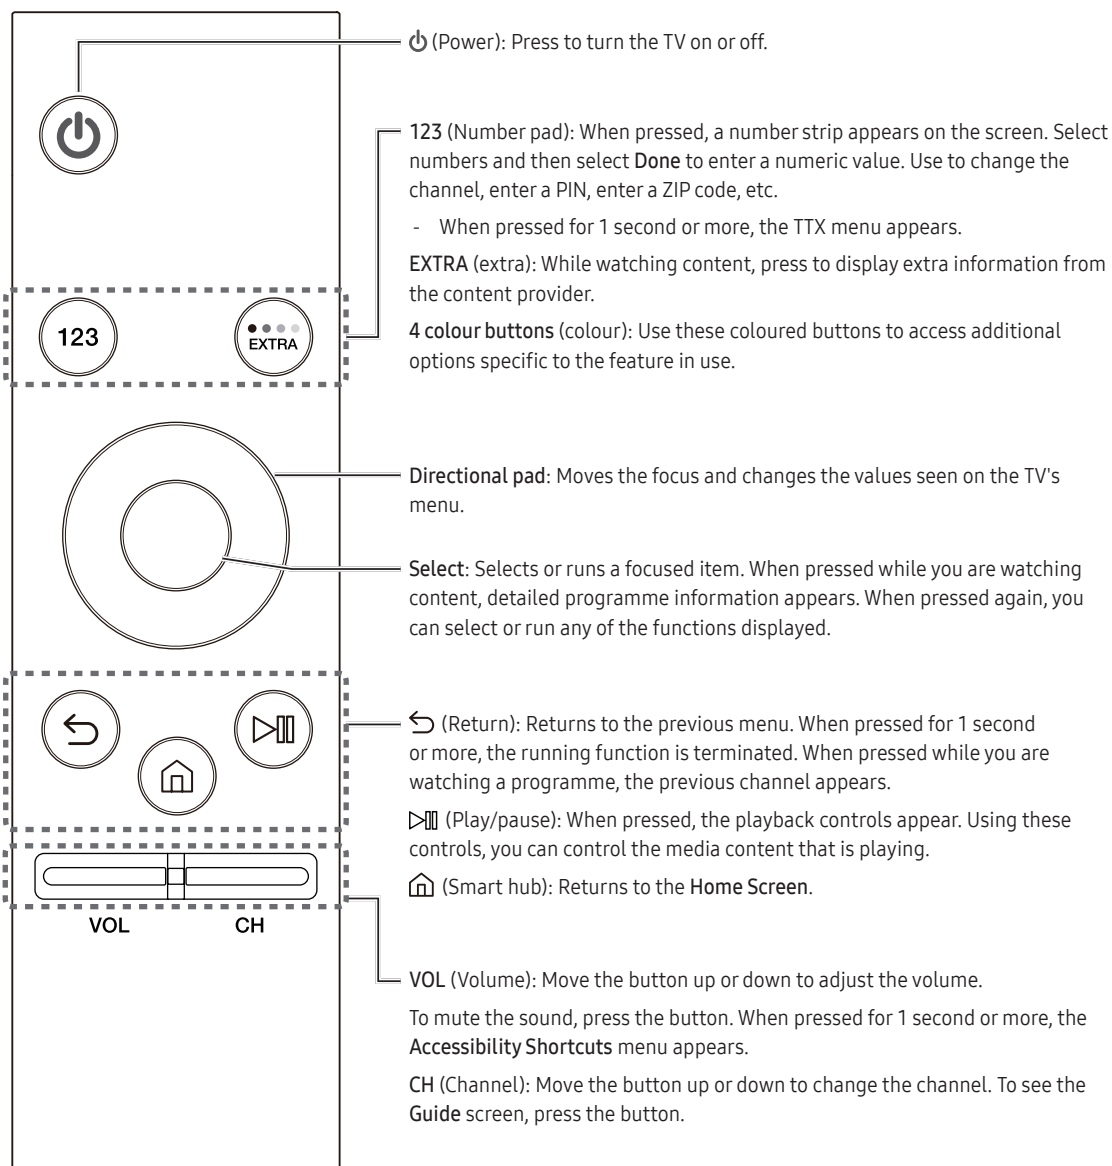 (Power): Press to turn the TV on or off.
123 (Number pad): When pressed, a number strip appears on the screen. Select
numbers and then select Done to enter a numeric value. Use to change the
channel, enter a PIN, enter a ZIP code, etc.
- When pressed for 1 second or more, the TTX menu appears.
EXTRA (extra): While watching content, press to display extra information from
the content provider.
123
EXTRA
4 colour buttons (colour): Use these coloured buttons to access additional
options specific to the feature in use.
Directional pad: Moves the focus and changes the values seen on the TV's
menu.
Select: Selects or runs a focused item. When pressed while you are watching
content, detailed programme information appears. When pressed again, you
can select or run any of the functions displayed.
(Return): Returns to the previous menu. When pressed for 1 second
or more, the running function is terminated. When pressed while you are
watching a programme, the previous channel appears.
(Play/pause): When pressed, the playback controls appear. Using these
controls, you can control the media content that is playing.
(Smart hub): Returns to the Home Screen.
VOL
CH
VOL (Volume): Move the button up or down to adjust the volume.
To mute the sound, press the button. When pressed for 1 second or more, the
Accessibility Shortcuts menu appears.
CH (Channel): Move the button up or down to change the channel. To see the
Guide screen, press the button.